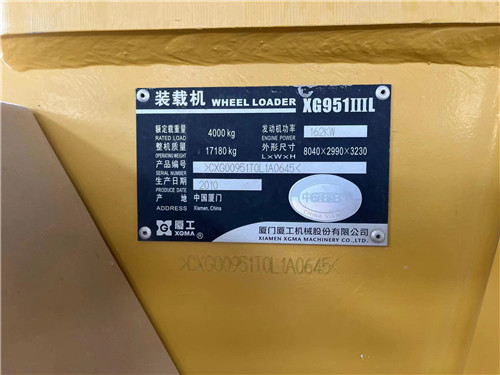 装载机 WHEEL LOADER XG951IIIL
额定载重量 4000 kg 发动机功率 162KW
RATED LOAD ENGINE POWER
整机质量 17180 kg 外形尺寸 8040×2990×3230
OPERATING WEIGHT L×W×H
产品编号 >CXG00951T0L1A0645<
SERIAL NUMBER
生产日期 2010
PRODUCE DATE
产 地 中国厦门
ADDRESS Xiamen, China
厦工 XGMA 厦门厦工机械股份有限公司
XIAMEN XGMA MACHINERY CO.,LTD.
>CXG00951T0L1A0645<